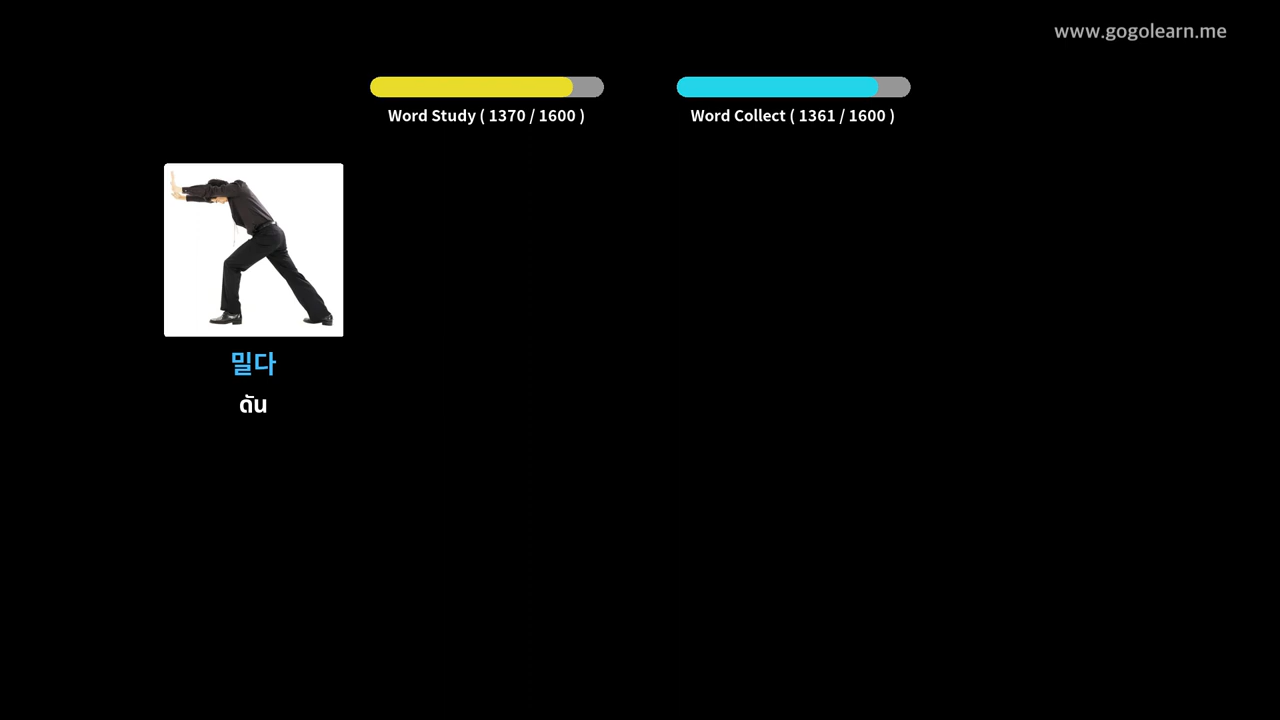 www.gogolearn.me
Word Study ( 1370 / 1600 )
Word Collect ( 1361 / 1600 )
밀다
ดัน